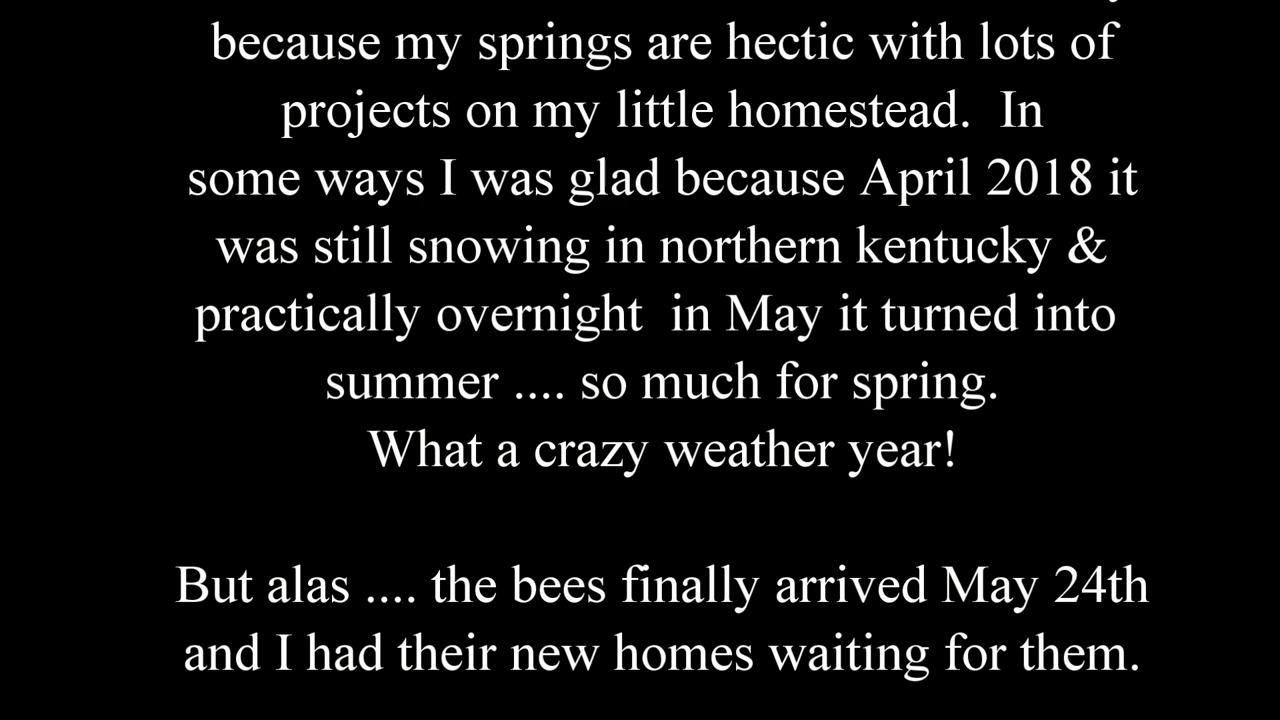 because my springs are hectic with lots of
projects on my little homestead.  In
some ways I was glad because April 2018 it
was still snowing in northern kentucky &
practically overnight  in May it turned into
summer .... so much for spring.
What a crazy weather year!
But alas .... the bees finally arrived May 24th
and I had their new homes waiting for them.